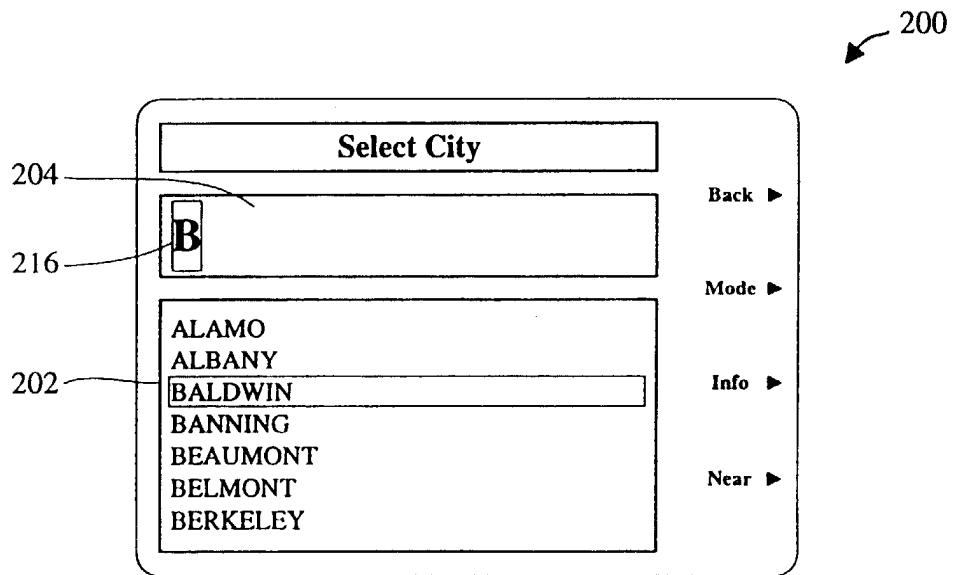 200
Select City
204
Back ▶
B
216
Mode ▶
ALAMO
ALBANY
202
BALDWIN
Info ▶
BANNING
BEAUMONT
BELMONT
Near ▶
BERKELEY